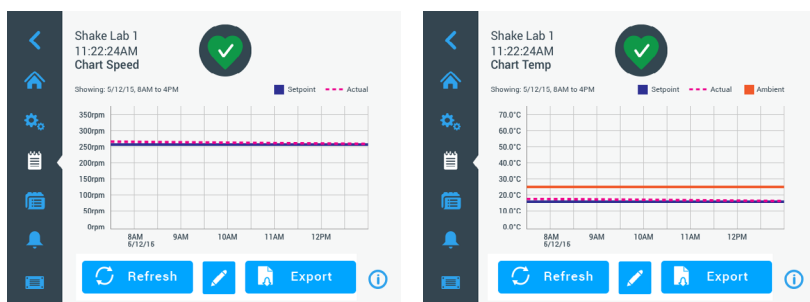 Shake Lab 1
11:22:24AM
Chart Speed
Showing: 5/12/15, 8AM to 4PM
Setpoint
Actual
350rpm
300rpm
250rpm
200rpm
150rpm
100rpm
50rpm
0rpm
8AM 9AM 10AM 11AM 12PM
5/12/15
Refresh
Export
Shake Lab 1
11:22:24AM
Chart Temp
Showing: 5/12/15, 8AM to 4PM
Setpoint
Actual
Ambient
70.0°C
60.0°C
50.0°C
40.0°C
30.0°C
20.0°C
10.0°C
0.0°C
8AM 9AM 10AM 11AM 12PM
5/12/15
Refresh
Export